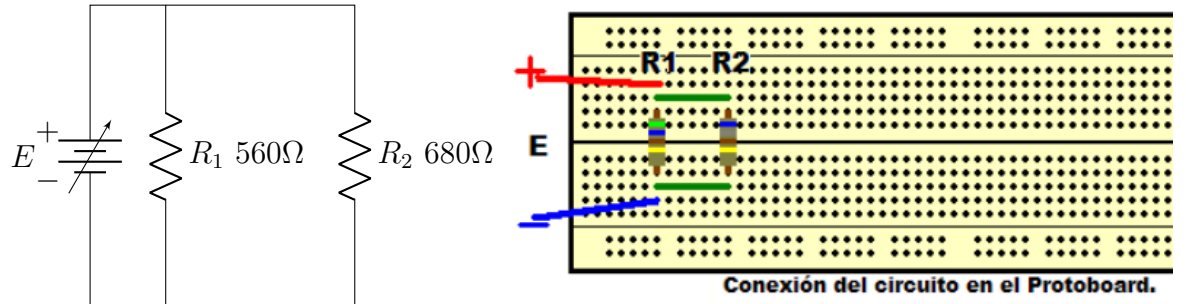 +
E
−
R₁ 560Ω
R₂ 680Ω
+
R1 R2
E
−
Conexión del circuito en el Protoboard.